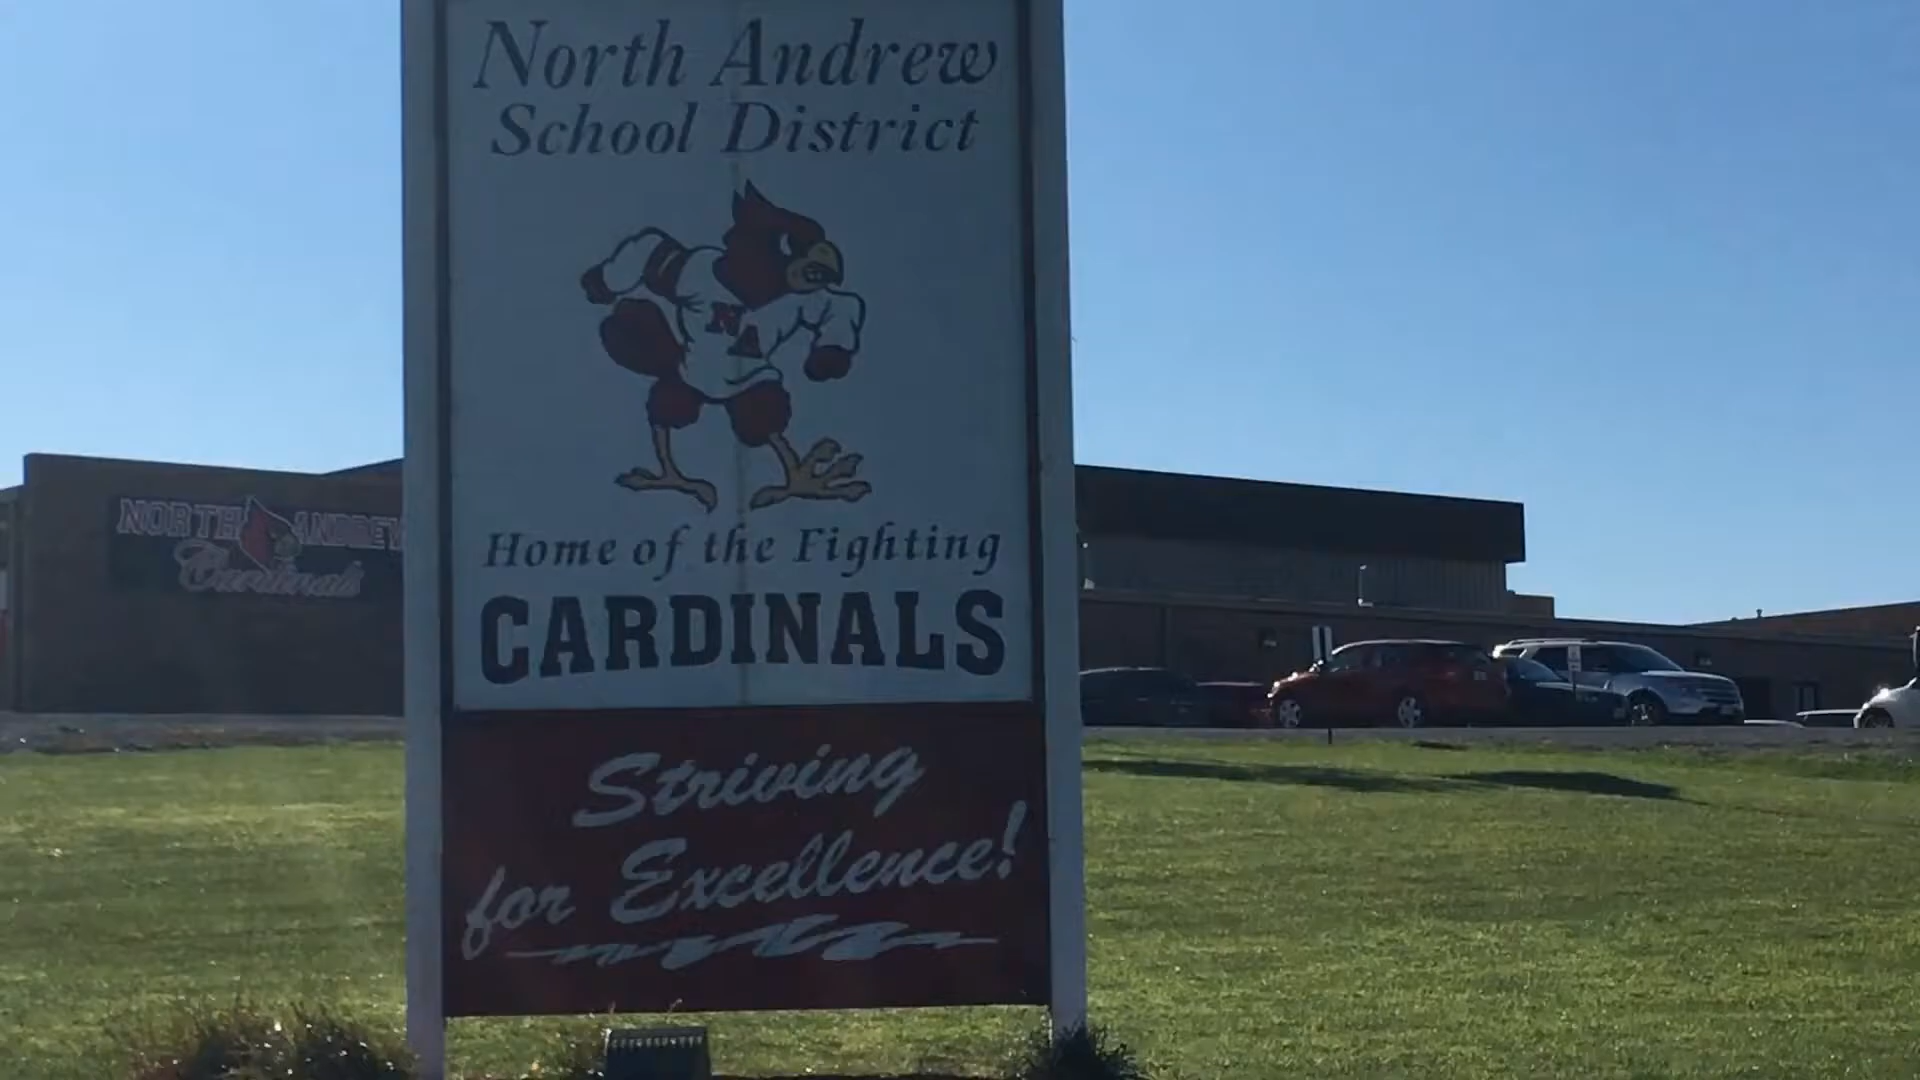 North Andrew
School District
NA
Home of the Fighting
CARDINALS
Striving
for Excellence!
NORTH ANDREW
Cardinals